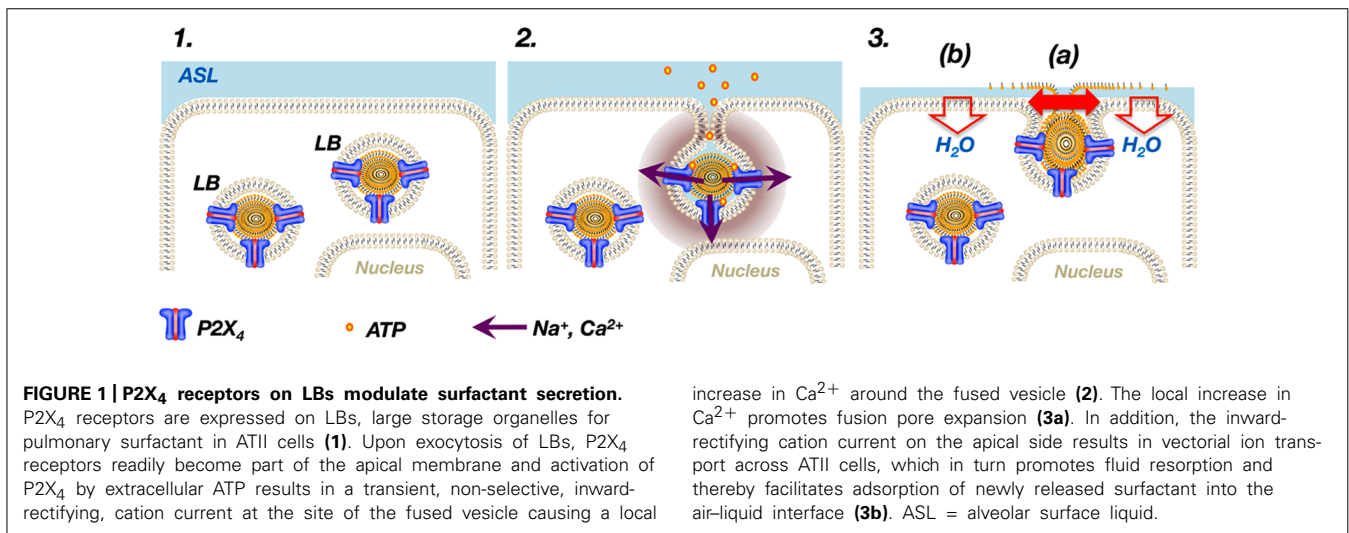 1.
ASL
LB
LB
Nucleus
2.
Nucleus
3.
(b)
(a)
H₂O
H₂O
Nucleus
P2X₄
ATP
Na⁺, Ca²⁺
FIGURE 1 | P2X₄ receptors on LBs modulate surfactant secretion.
P2X₄ receptors are expressed on LBs, large storage organelles for
pulmonary surfactant in ATII cells (1). Upon exocytosis of LBs, P2X₄
receptors readily become part of the apical membrane and activation of
P2X₄ by extracellular ATP results in a transient, non-selective, inward-
rectifying, cation current at the site of the fused vesicle causing a local
increase in Ca²⁺ around the fused vesicle (2). The local increase in
Ca²⁺ promotes fusion pore expansion (3a). In addition, the inward-
rectifying cation current on the apical side results in vectorial ion trans-
port across ATII cells, which in turn promotes fluid resorption and
thereby facilitates adsorption of newly released surfactant into the
air–liquid interface (3b). ASL = alveolar surface liquid.